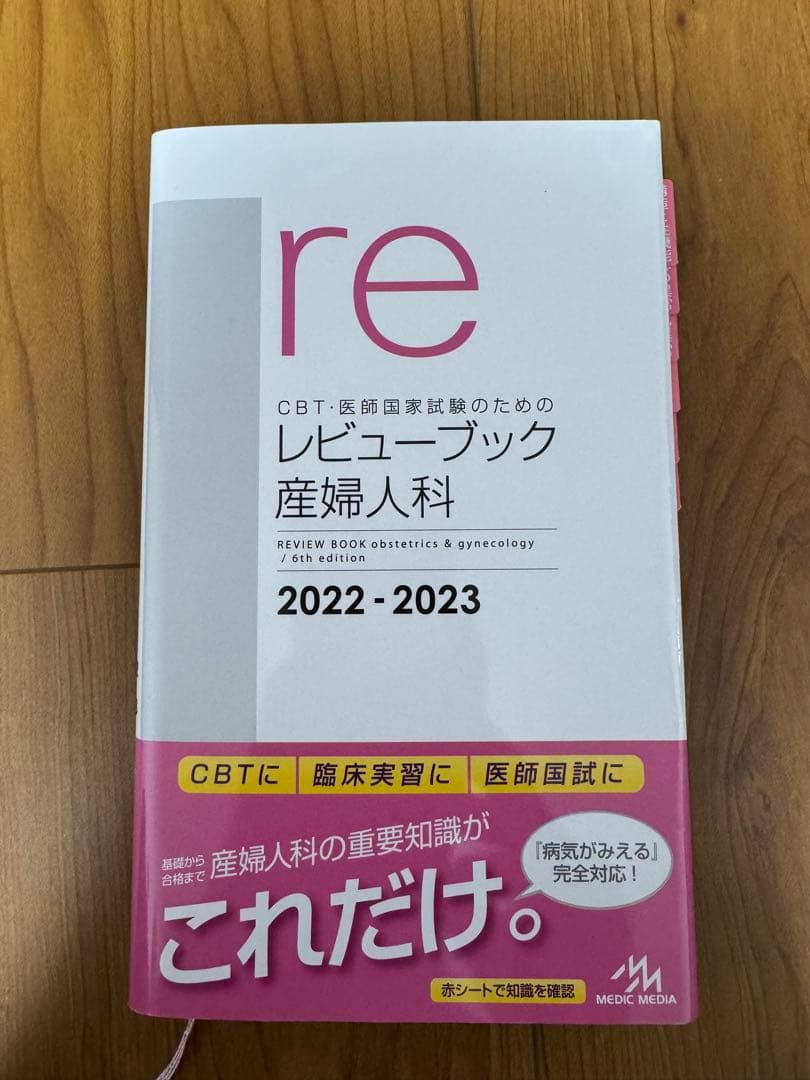 re
CBT・医師国家試験のための
レビューブック
産婦人科
REVIEW BOOK obstetrics & gynecology
/ 6th edition
2022-2023
CBTに 臨床実習に 医師国試に
基礎から
合格まで
産婦人科の重要知識が
これだけ。
『病気がみえる』
完全対応！
赤シートで知識を確認
MEDIC MEDIA